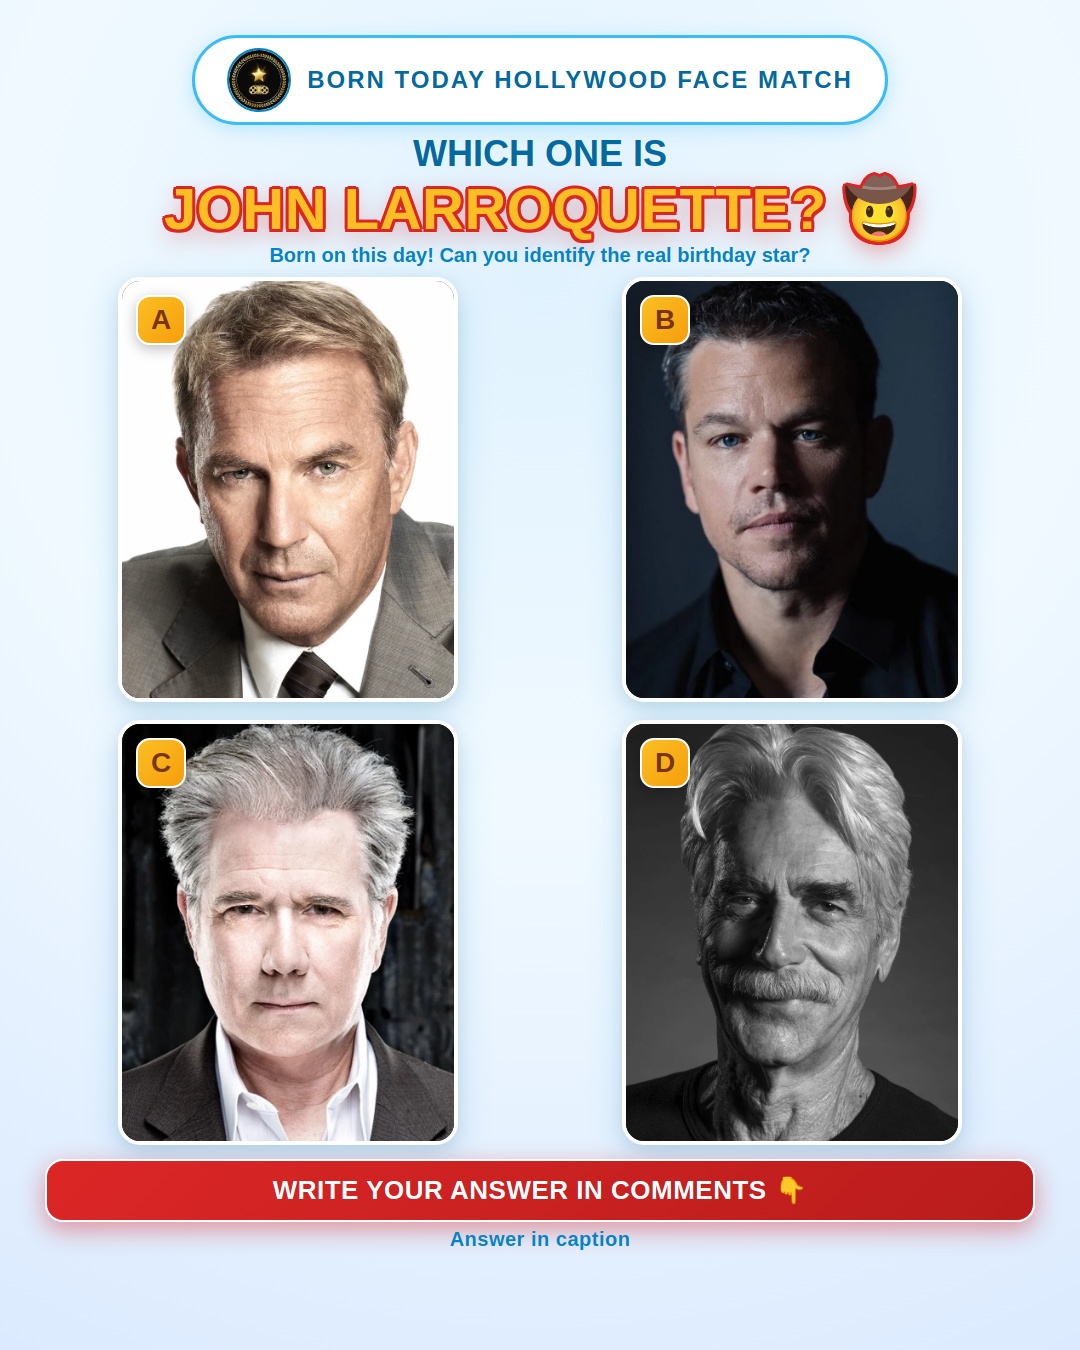 BORN TODAY HOLLYWOOD FACE MATCH
WHICH ONE IS
JOHN LARROQUETTE? 🤠
Born on this day! Can you identify the real birthday star?
A
B
C
D
WRITE YOUR ANSWER IN COMMENTS 👇
Answer in caption